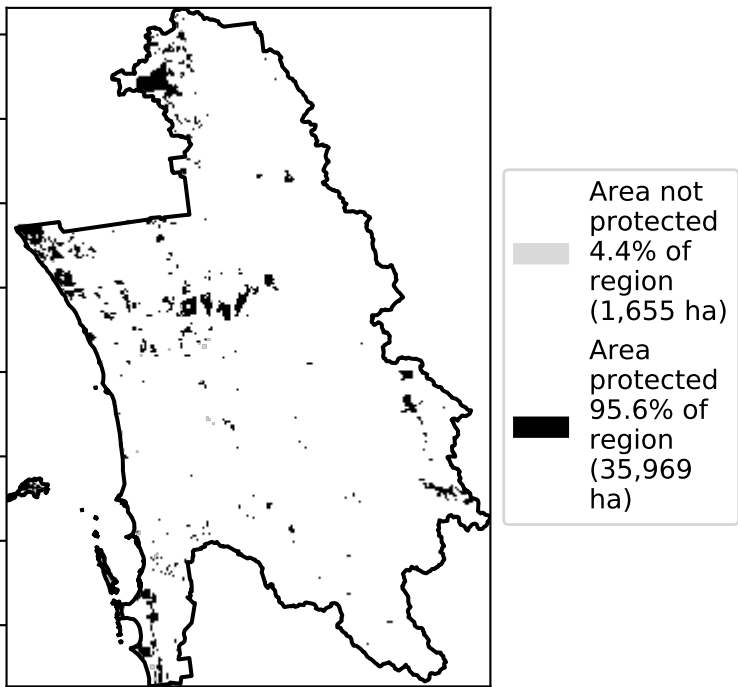 Area not
protected
4.4% of
region
(1,655 ha)
Area
protected
95.6% of
region
(35,969
ha)